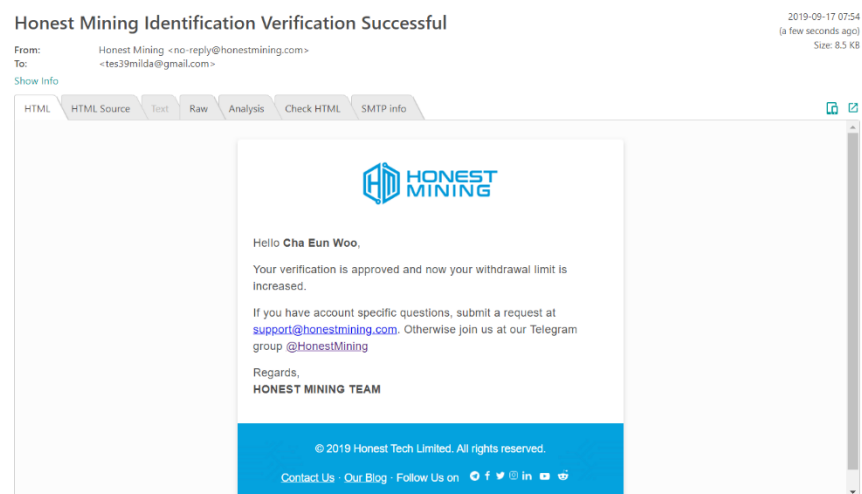 Honest Mining Identification Verification Successful
2019-09-17 07:54
(a few seconds ago)
Size: 8.5 KB
From: Honest Mining <no-reply@honestmining.com>
To: <tes39milda@gmail.com>
Show Info
HTML HTML Source Text Raw Analysis Check HTML SMTP info
HONEST
MINING
Hello Cha Eun Woo,
Your verification is approved and now your withdrawal limit is
increased.
If you have account specific questions, submit a request at
support@honestmining.com. Otherwise join us at our Telegram
group @HonestMining
Regards,
HONEST MINING TEAM
© 2019 Honest Tech Limited. All rights reserved.
Contact Us · Our Blog · Follow Us on